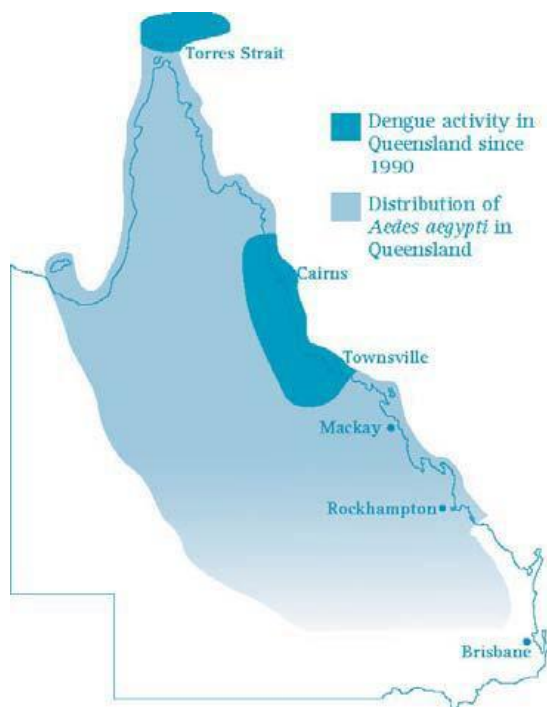 Torres Strait
Dengue activity in
Queensland since
1990
Distribution of
Aedes aegypti in
Queensland
Cairns
Townsville
Mackay
Rockhampton
Brisbane